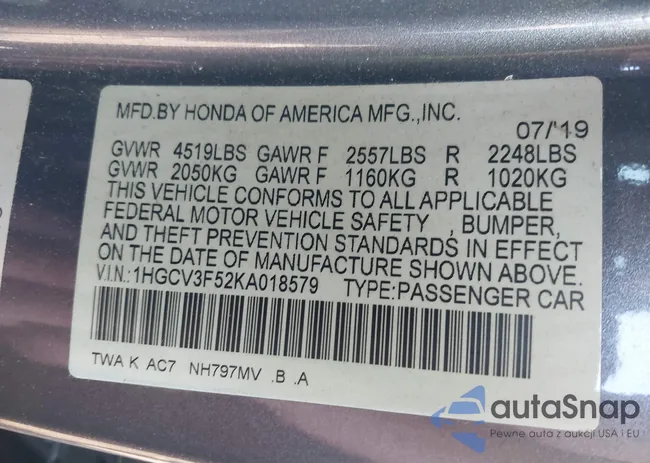 MFD.BY HONDA OF AMERICA MFG.,INC.
07/'19
GVWR 4519LBS GAWR F 2557LBS R 2248LBS
GVWR 2050KG GAWR F 1160KG R 1020KG
THIS VEHICLE CONFORMS TO ALL APPLICABLE
FEDERAL MOTOR VEHICLE SAFETY , BUMPER,
AND THEFT PREVENTION STANDARDS IN EFFECT
ON THE DATE OF MANUFACTURE SHOWN ABOVE.
V.I.N.:1HGCV3F52KA018579 TYPE:PASSENGER CAR
TWA K AC7 NH797MV .B .A
autaSnap
Pewne auta z aukcji USA i EU